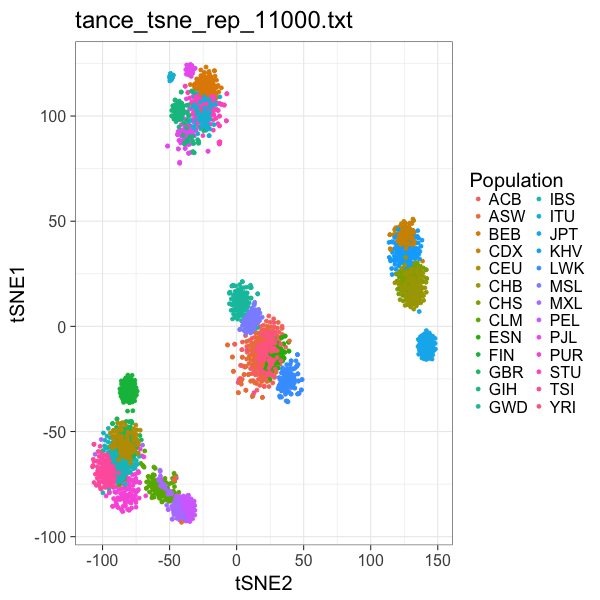 tance_tsne_rep_11000.txt
100
50
0
-50
-100
tSNE1
-100 -50 0 50 100 150
tSNE2
Population
ACB IBS
ASW ITU
BEB JPT
CDX KHV
CEU LWK
CHB MSL
CHS MXL
CLM PEL
ESN PJL
FIN PUR
GBR STU
GIH TSI
GWD YRI